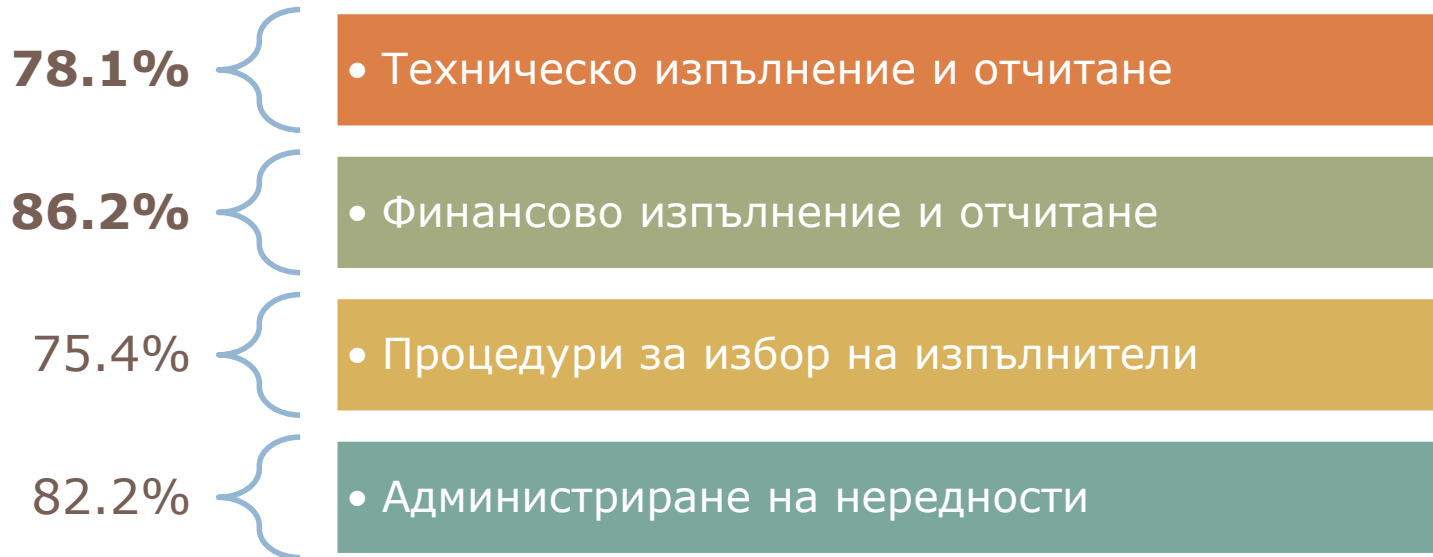 78.1%
• Техническо изпълнение и отчитане
86.2%
• Финансово изпълнение и отчитане
75.4%
• Процедури за избор на изпълнители
82.2%
• Администриране на нередности